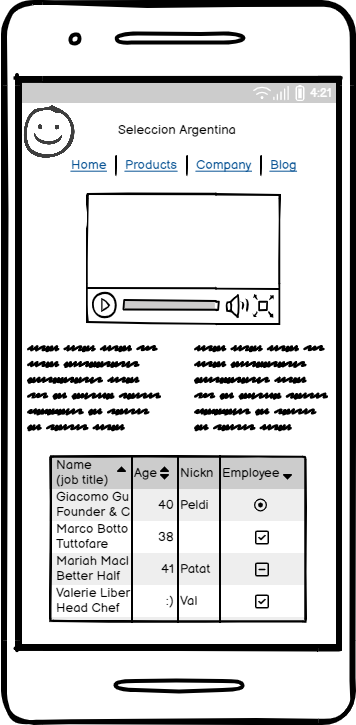 4:21
Seleccion Argentina
Home Products Company Blog
Name Age Nickn Employee
(job title)
Giacomo Gu 40 Peldi
Founder & C
Marco Botto 38
Tuttofare
Mariah Macl 41 Patat
Better Half
Valerie Liber :) Val
Head Chef